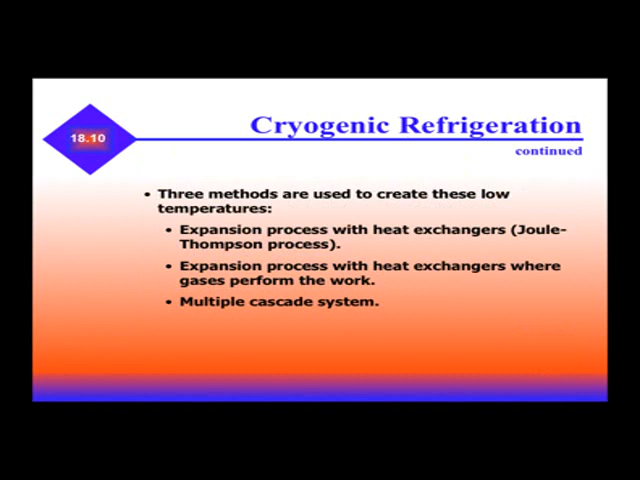 18.10
Cryogenic Refrigeration
continued
• Three methods are used to create these low
temperatures:
• Expansion process with heat exchangers (Joule-
Thompson process).
• Expansion process with heat exchangers where
gases perform the work.
• Multiple cascade system.